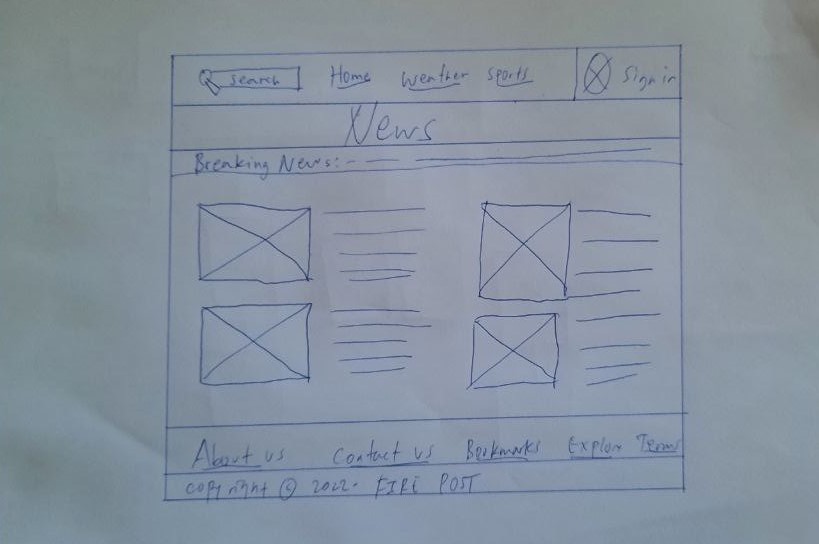 Search Home Weather Sports Sign in
News
Breaking News:-
About us Contact us Bookmarks Explore Terms
copyright © 2022. FIRE POST